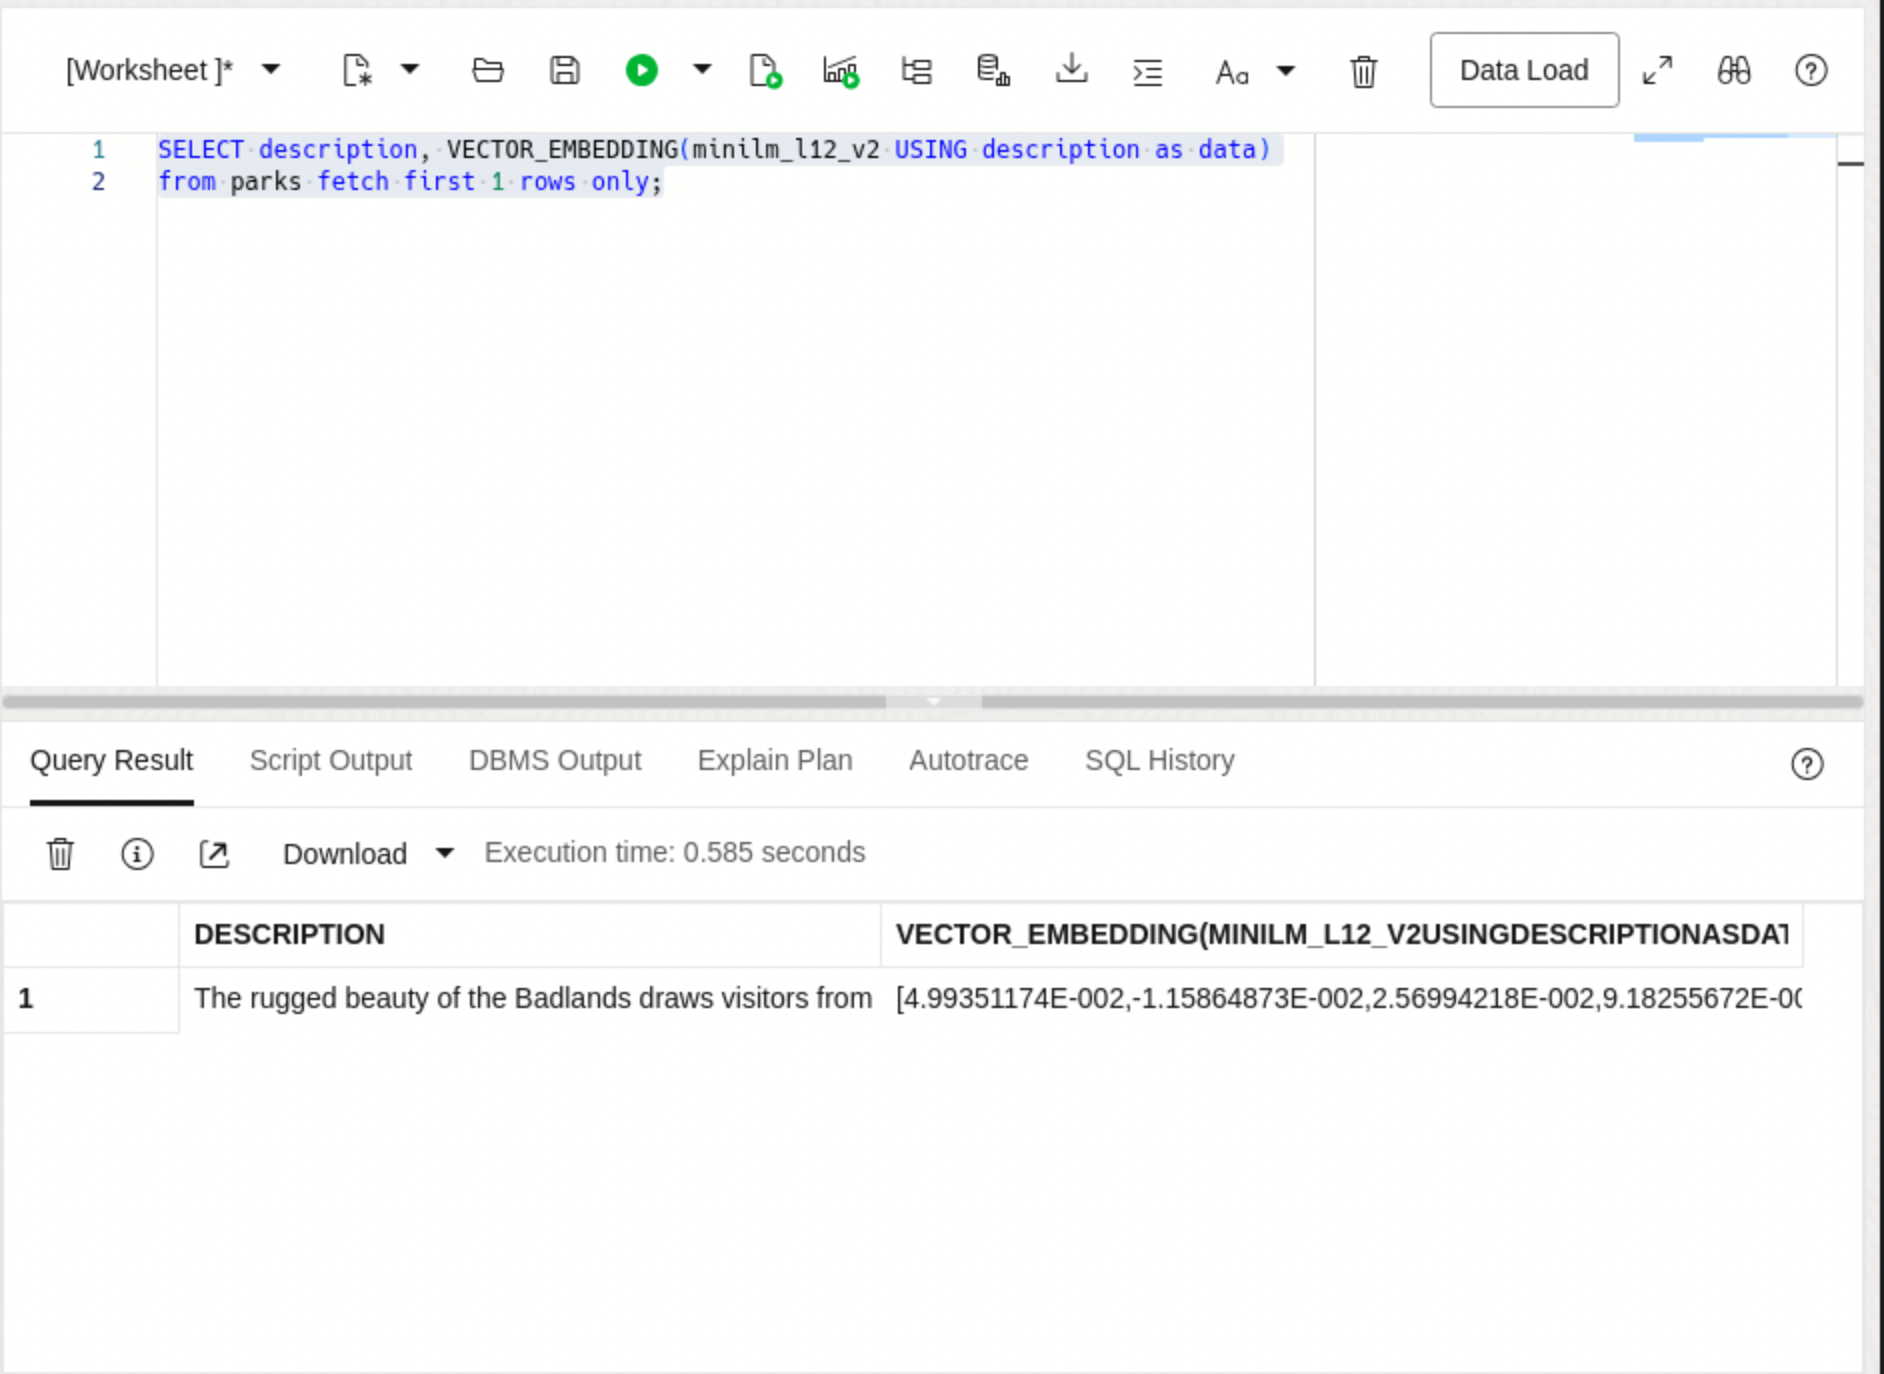 [Worksheet ]* Aa Data Load
1 SELECT description, VECTOR_EMBEDDING(minilm_l12_v2 USING description as data)
2 from parks fetch first 1 rows only;
Query Result Script Output DBMS Output Explain Plan Autotrace SQL History
Download Execution time: 0.585 seconds
DESCRIPTION VECTOR_EMBEDDING(MINILM_L12_V2USINGDESCRIPTIONASDAT
1 The rugged beauty of the Badlands draws visitors from [4.99351174E-002,-1.15864873E-002,2.56994218E-002,9.18255672E-00